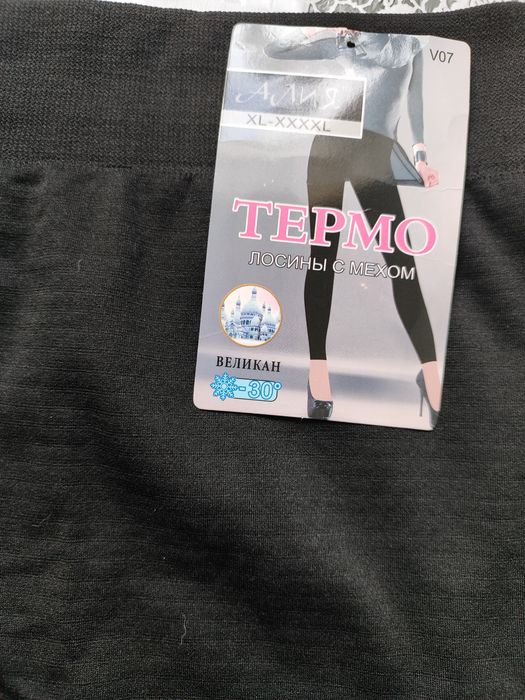 V07
АЛИЯ
XL-XXXXL
ТЕРМО
ЛОСИНЫ С МЕХОМ
ВЕЛИКАН
-30°